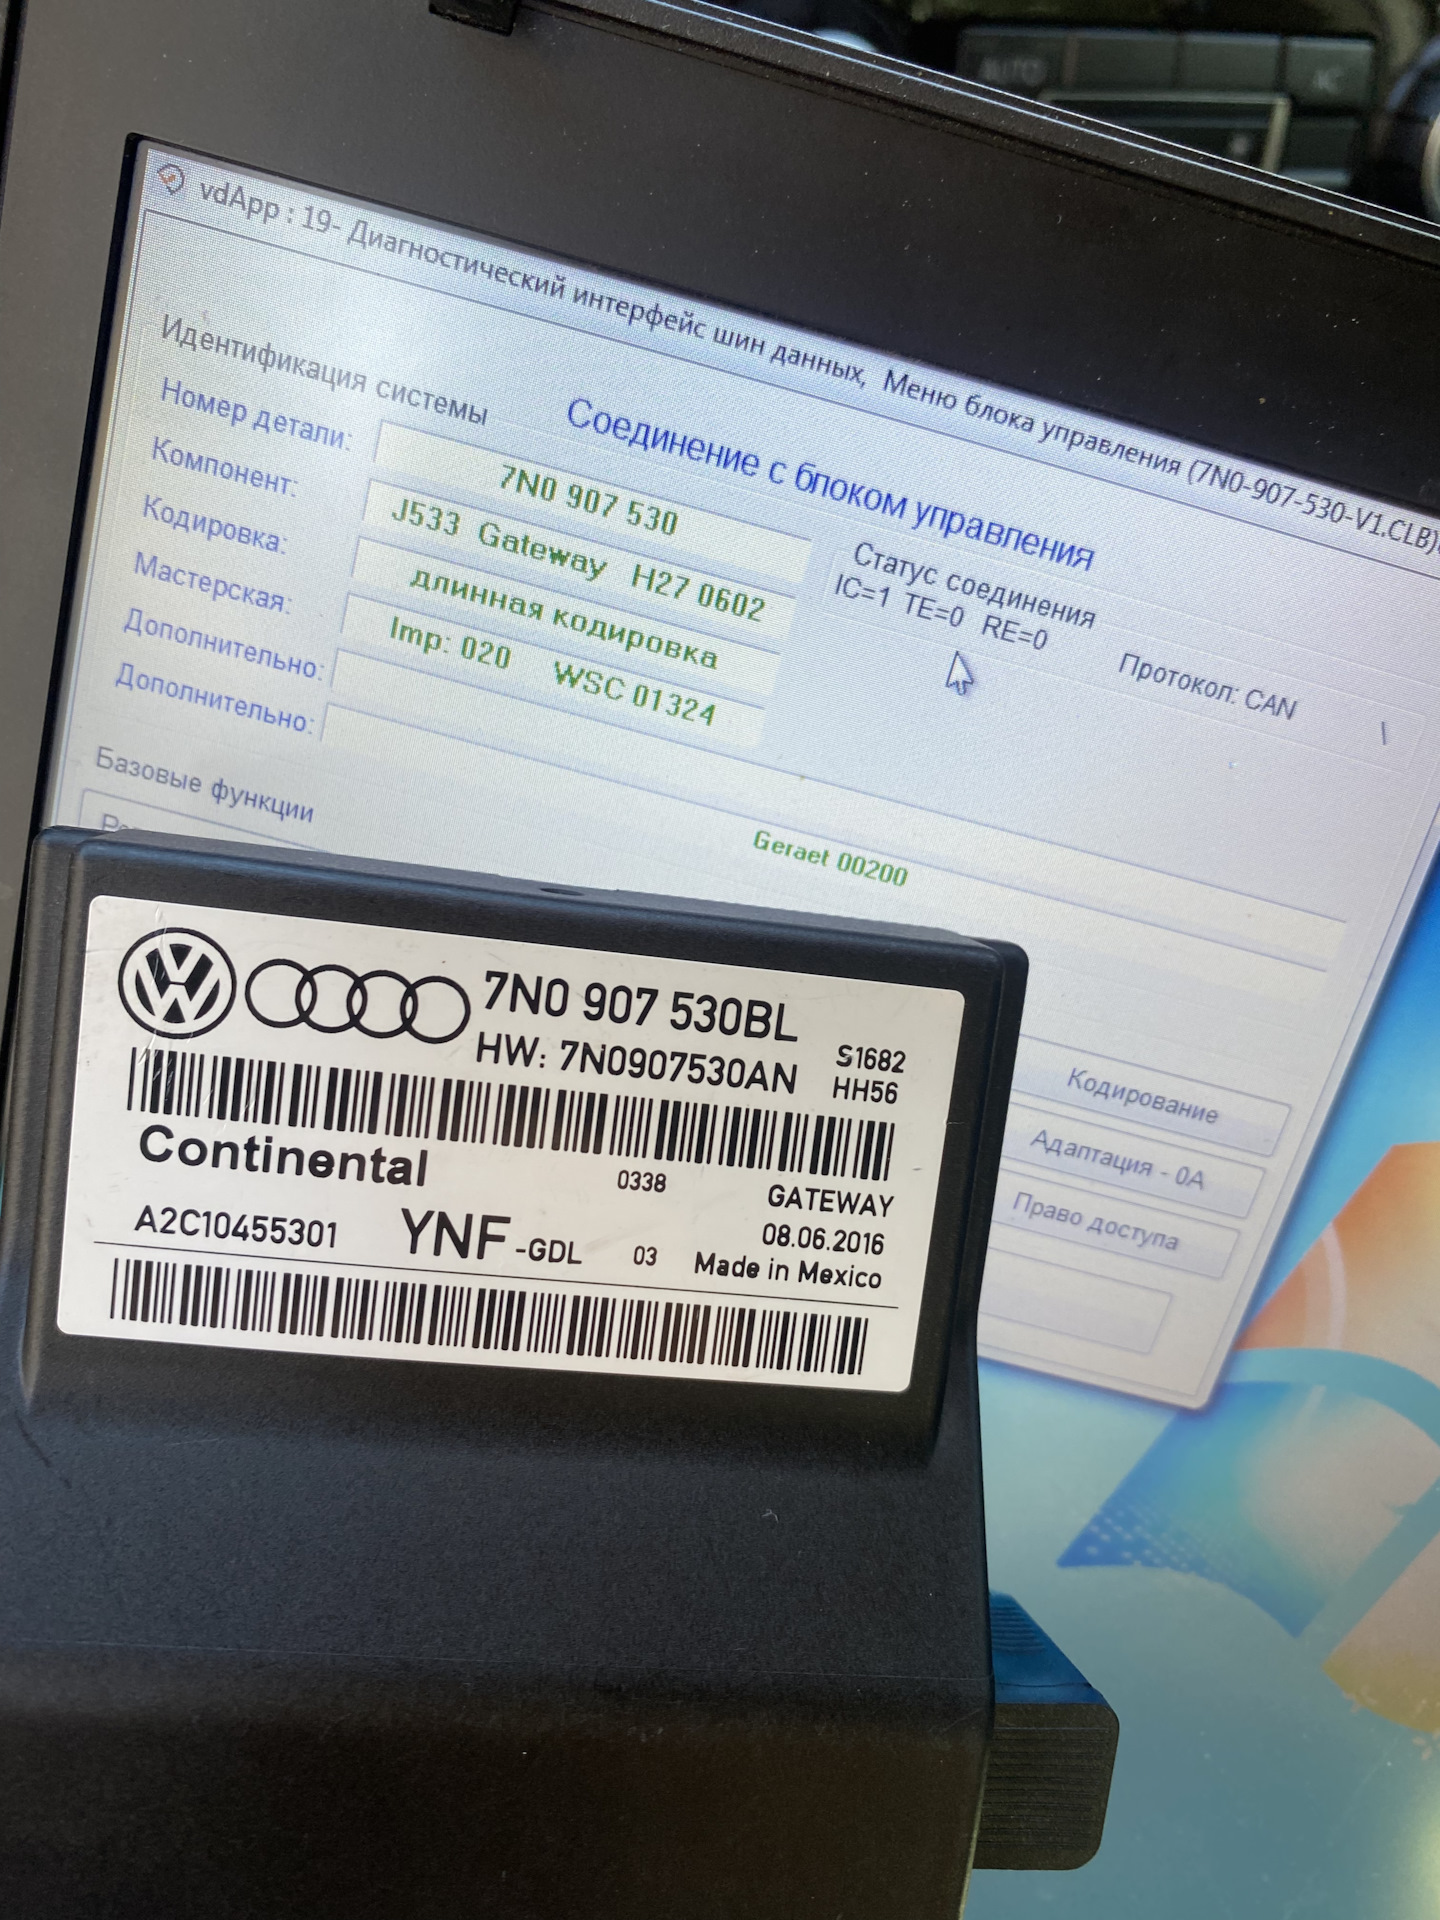 AUTO
vdApp : 19- Диагностический интерфейс шин данных, Меню блока управления (7N0-907-530-V1.CLB)
Соединение с блоком управления
Идентификация системы
Номер детали: 7N0 907 530
Компонент: J533 Gateway H27 0602
Кодировка: длинная кодировка
Мастерская: Imp: 020 WSC 01324
Дополнительно:
Дополнительно: Geraet 00200
Статус соединения
IC=1 TE=0 RE=0
Протокол: CAN
\
Базовые функции
Кодирование
Адаптация - 0A
Право доступа
7N0 907 530BL
HW: 7N0907530AN
S1682
HH56
Continental
0338
GATEWAY
A2C10455301
YNF -GDL
03
08.06.2016
Made in Mexico